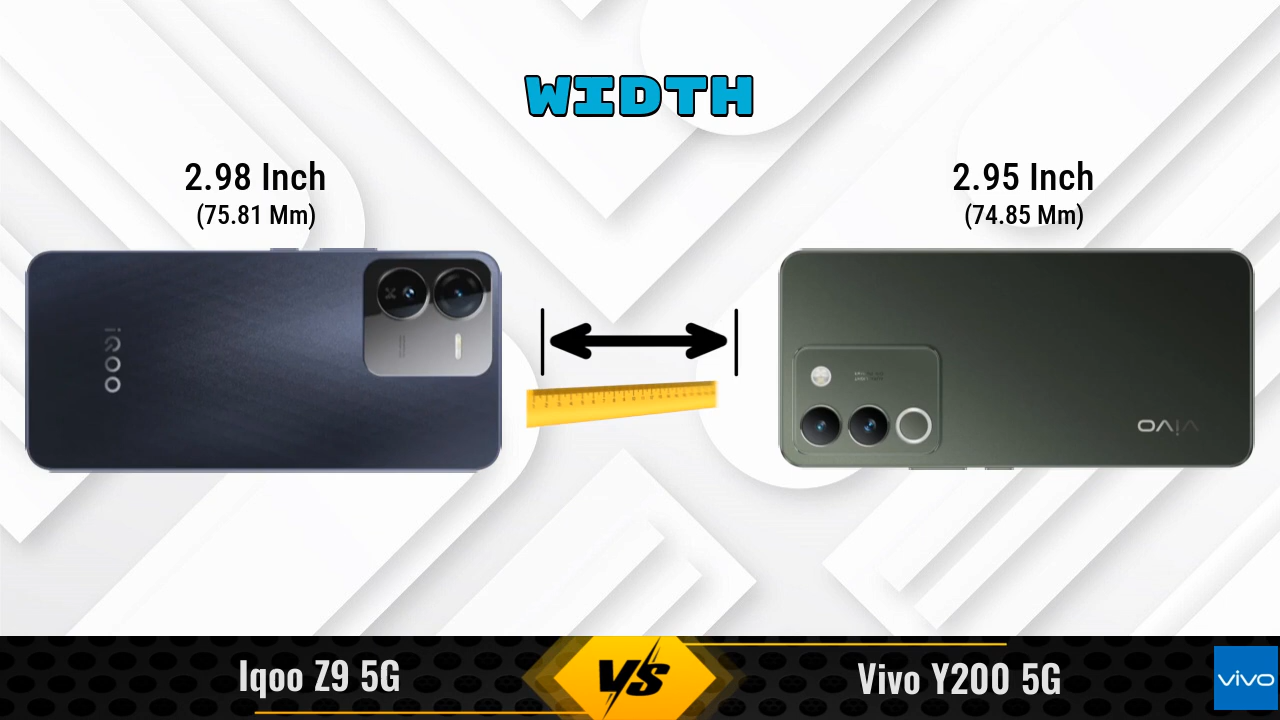 WIDTH
2.98 Inch
(75.81 Mm)
2.95 Inch
(74.85 Mm)
iQOO
vivo
Iqoo Z9 5G
VS
Vivo Y200 5G
vivo